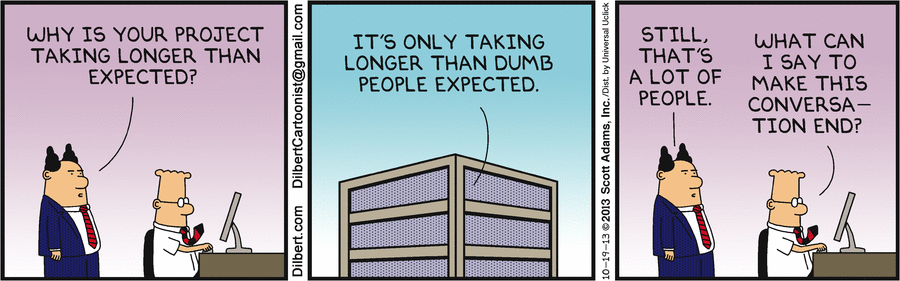 WHY IS YOUR PROJECT
TAKING LONGER THAN
EXPECTED?
DilbertCartoonist@gmail.com
Dilbert.com
IT'S ONLY TAKING
LONGER THAN DUMB
PEOPLE EXPECTED.
10-19-13 © 2013 Scott Adams, Inc. /Dist. by Universal Uclick
STILL,
THAT'S
A LOT OF
PEOPLE.
WHAT CAN
I SAY TO
MAKE THIS
CONVERSA–
TION END?